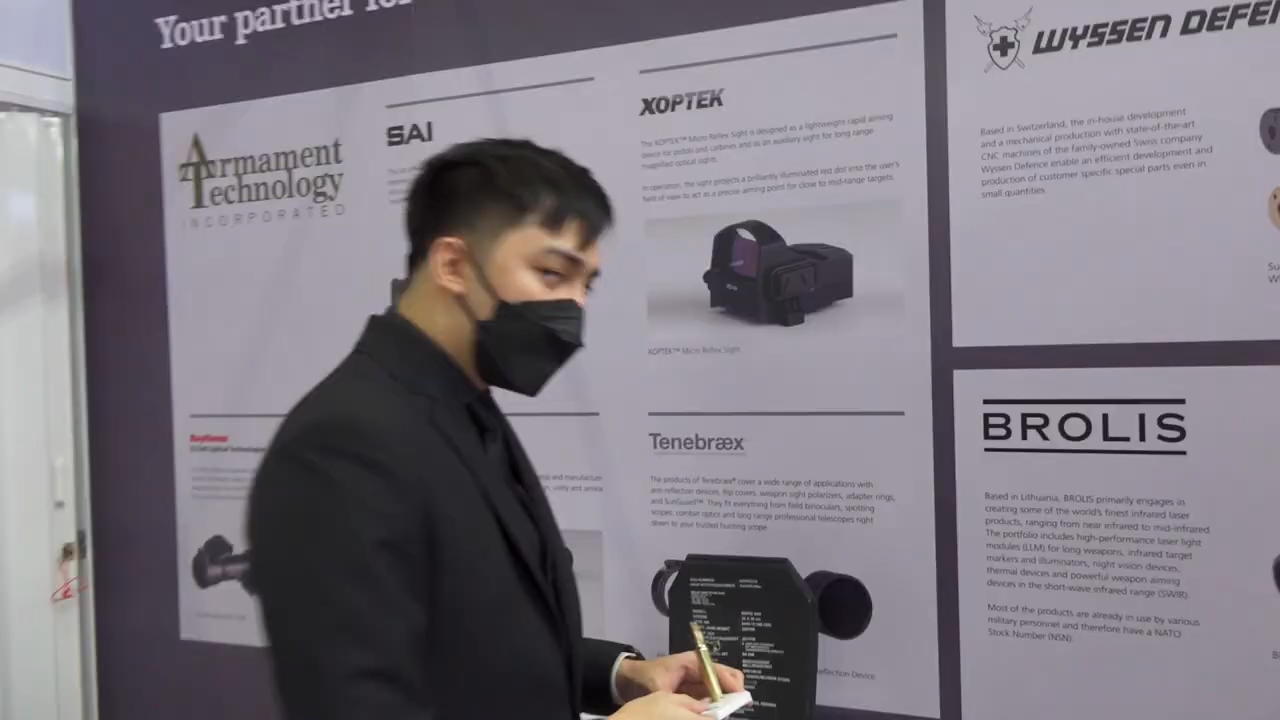 Your partner for
Armament
Technology
INCORPORATED
SAI
XOPTEK
The XOPTEK™ Micro Reflex Sight is designed as a lightweight rapid aiming
device for pistols and carbines and as an auxiliary sight for long range
magnified optical sights.
In operation, the sight projects a brilliantly illuminated red dot into the user's
field of view to act as a precise aiming point for close to mid-range targets.
XOPTEK™ Micro Reflex Sight
Raytheon
Tenebræx
The products of Tenebraex® cover a wide range of applications with
anti-reflection devices, flip covers, weapon sight polarizers, adapter rings,
and SunGuard™. They fit everything from field binoculars, spotting
scopes, combat optics and long range professional telescopes right
down to your trusted hunting scope.
eflection Device
WYSSEN DEFEN
Based in Switzerland, the in-house development
and a mechanical production with state-of-the-art
CNC machines of the family-owned Swiss company
Wyssen Defence enable an efficient development and
production of customer specific special parts even in
small quantities.
BROLIS
Based in Lithuania, BROLIS primarily engages in
creating some of the world's finest infrared laser
products, ranging from near infrared to mid-infrared.
The portfolio includes high-performance laser light
modules (LLM) for long weapons, infrared target
markers and illuminators, night vision devices,
thermal devices and powerful weapon aiming
devices in the short-wave infrared range (SWIR).
Most of the products are already in use by various
military personnel and therefore have a NATO
Stock Number (NSN).